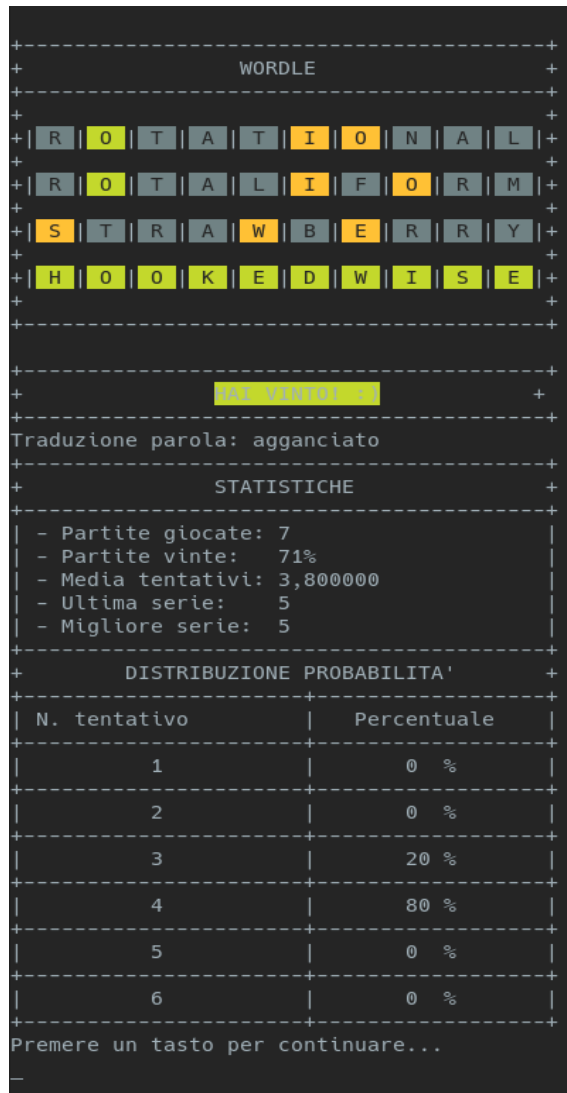 +----------------------------------------------+
+ WORDLE +
+----------------------------------------------+
+ +
+| R | O | T | A | T | I | O | N | A | L |+
+ +
+| R | O | T | A | L | I | F | O | R | M |+
+ +
+| S | T | R | A | W | B | E | R | R | Y |+
+ +
+| H | O | O | K | E | D | W | I | S | E |+
+ +
+----------------------------------------------+
+----------------------------------------------+
+ HAI VINTO! :) +
+----------------------------------------------+
Traduzione parola: agganciato
+----------------------------------------------+
+ STATISTICHE +
+----------------------------------------------+
| - Partite giocate: 7 |
| - Partite vinte: 71% |
| - Media tentativi: 3,800000 |
| - Ultima serie: 5 |
| - Migliore serie: 5 |
+----------------------------------------------+
+ DISTRIBUZIONE PROBABILITA' +
+-------------------------+--------------------+
| N. tentativo | Percentuale |
+-------------------------+--------------------+
| 1 | 0 % |
+-------------------------+--------------------+
| 2 | 0 % |
+-------------------------+--------------------+
| 3 | 20 % |
+-------------------------+--------------------+
| 4 | 80 % |
+-------------------------+--------------------+
| 5 | 0 % |
+-------------------------+--------------------+
| 6 | 0 % |
+-------------------------+--------------------+
Premere un tasto per continuare...
_